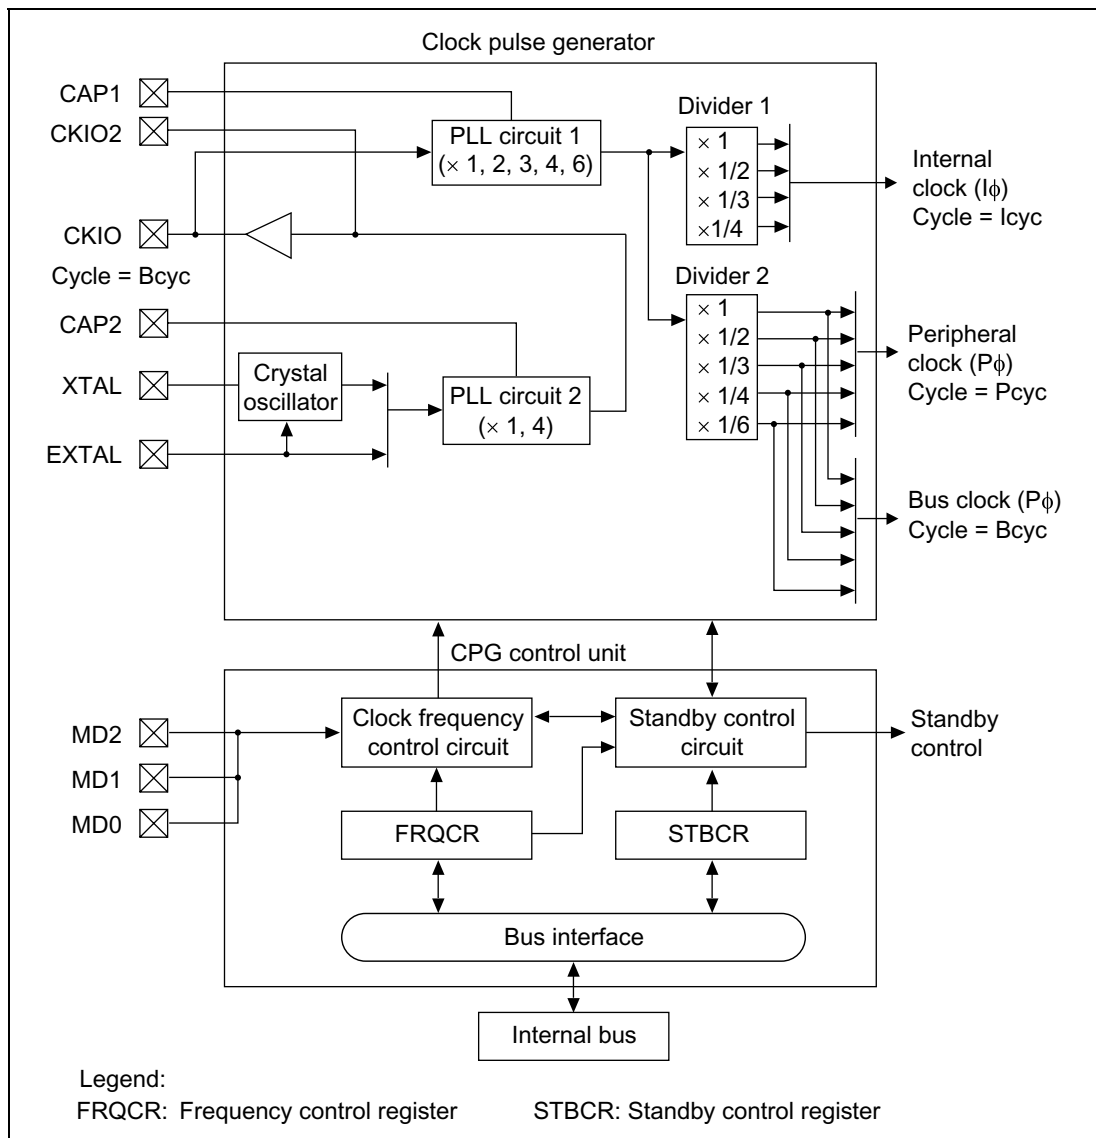 Clock pulse generator
CAP1
CKIO2
CKIO
Cycle = Bcyc
CAP2
XTAL
EXTAL
PLL circuit 1
(× 1, 2, 3, 4, 6)
Divider 1
× 1
× 1/2
× 1/3
×1/4
Internal
clock (Iϕ)
Cycle = Icyc
Crystal
oscillator
PLL circuit 2
(× 1, 4)
Divider 2
× 1
× 1/2
× 1/3
× 1/4
× 1/6
Peripheral
clock (Pϕ)
Cycle = Pcyc
Bus clock (Pϕ)
Cycle = Bcyc
CPG control unit
MD2
MD1
MD0
Clock frequency
control circuit
Standby control
circuit
Standby
control
FRQCR
STBCR
Bus interface
Internal bus
Legend:
FRQCR: Frequency control register
STBCR: Standby control register